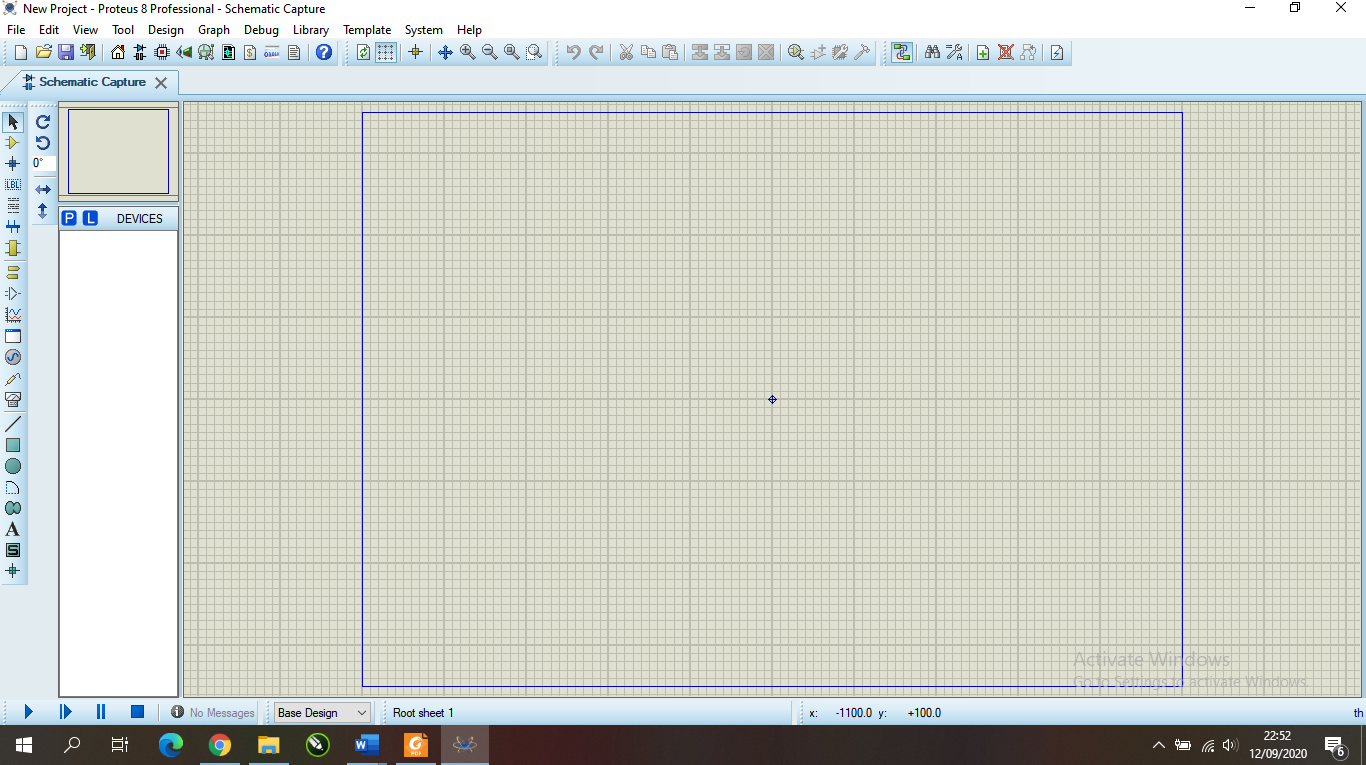 New Project - Proteus 8 Professional - Schematic Capture
File Edit View Tool Design Graph Debug Library Template System Help
Schematic Capture
0°
LBL
P L DEVICES
A
S
Activate Windows
Go to Settings to activate Windows.
No Messages Base Design Root sheet 1 x: -1100.0 y: +100.0 th
PDF
22:52
12/09/2020
6